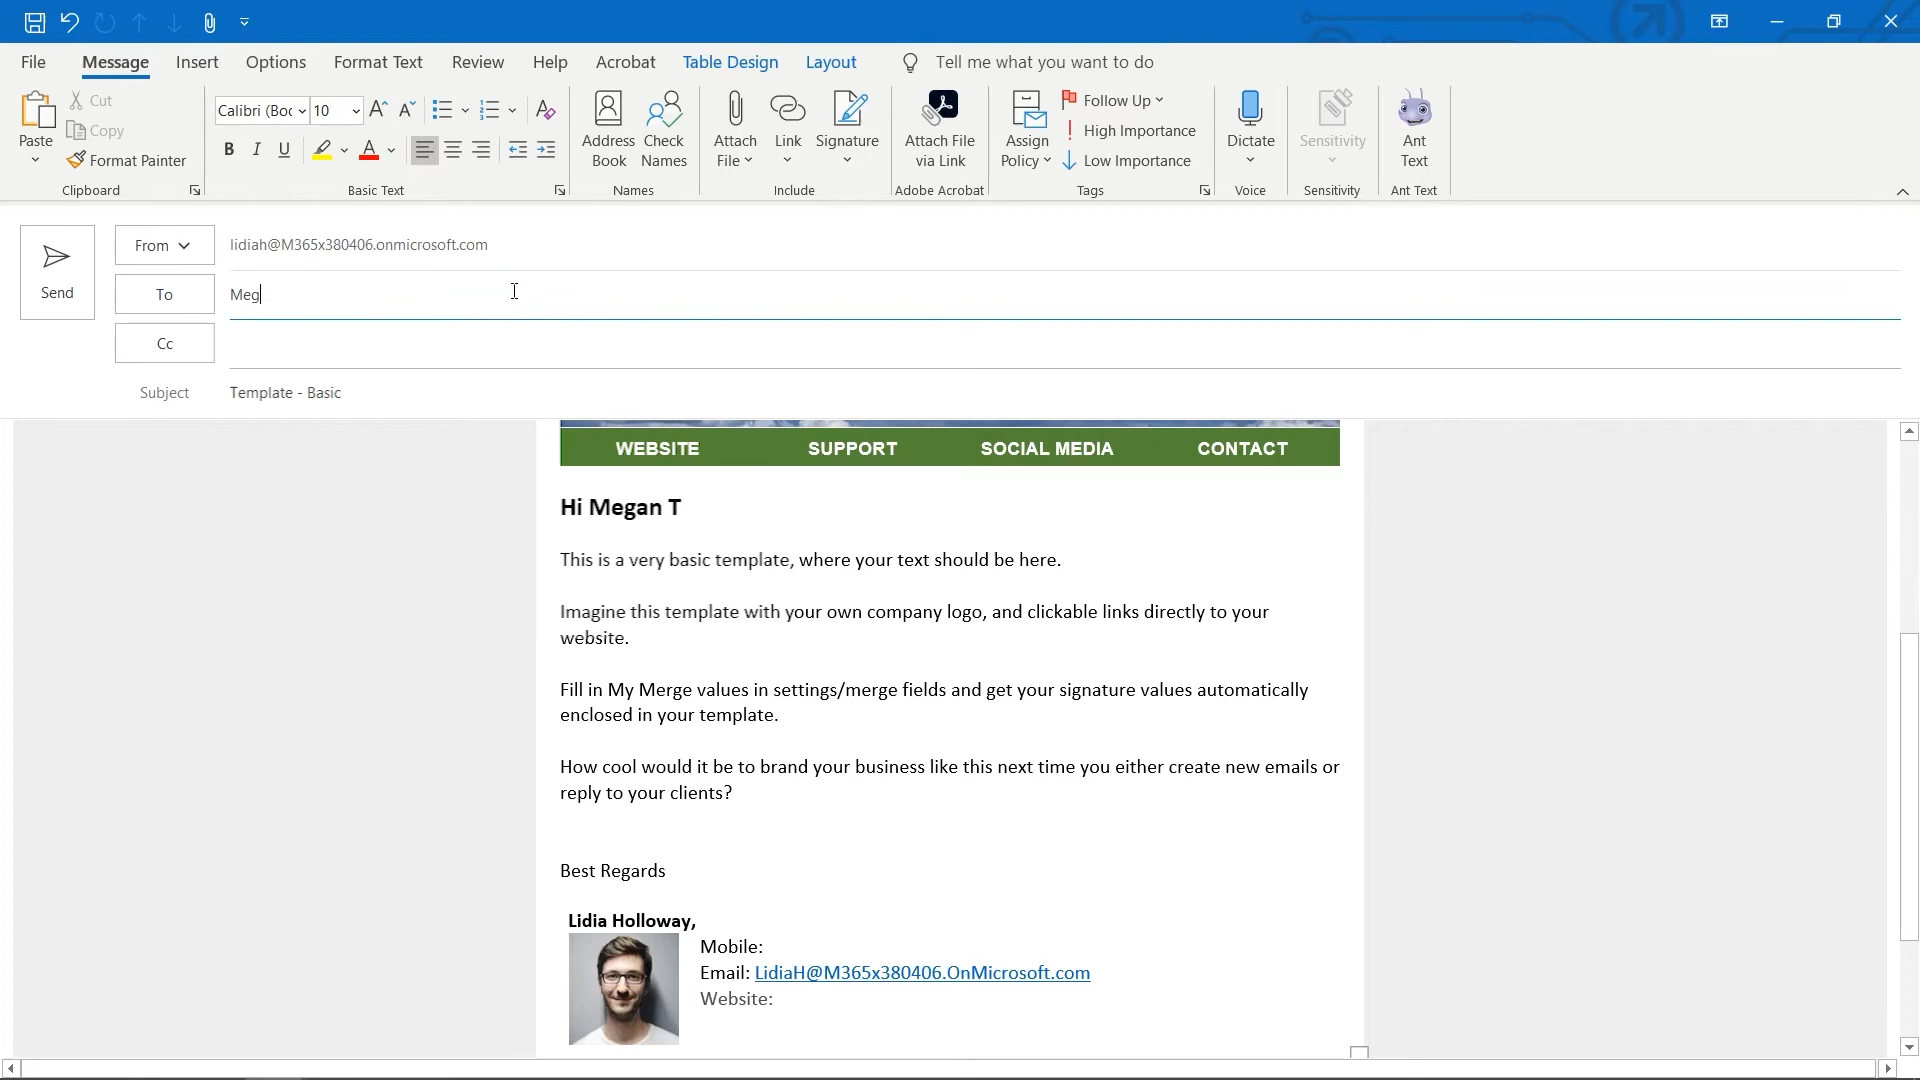 File Message Insert Options Format Text Review Help Acrobat Table Design Layout Tell me what you want to do
Paste
Cut
Copy
Format Painter
Clipboard
Calibri (Boc 10
B I U A
Basic Text
Address Book
Check Names
Names
Attach File
Link
Signature
Include
Attach File via Link
Adobe Acrobat
Assign Policy
Follow Up
High Importance
Low Importance
Tags
Dictate
Voice
Sensitivity
Sensitivity
Ant Text
Ant Text
Send
From lidiah@M365x380406.onmicrosoft.com
To Meg
Cc
Subject Template - Basic
WEBSITE SUPPORT SOCIAL MEDIA CONTACT
Hi Megan T
This is a very basic template, where your text should be here.
Imagine this template with your own company logo, and clickable links directly to your
website.
Fill in My Merge values in settings/merge fields and get your signature values automatically
enclosed in your template.
How cool would it be to brand your business like this next time you either create new emails or
reply to your clients?
Best Regards
Lidia Holloway,
Mobile:
Email: LidiaH@M365x380406.OnMicrosoft.com
Website: